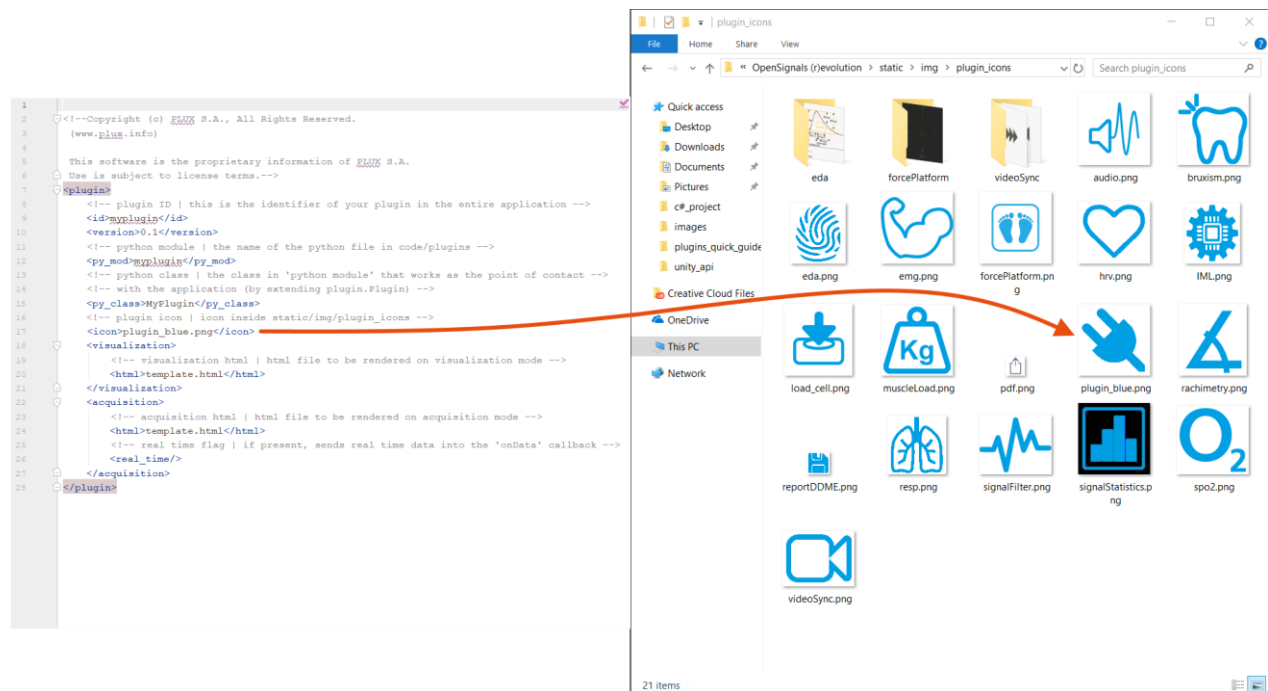 1
2 <!--Copyright (c) PLUX S.A., All Rights Reserved.
3 (www.plux.info)
4
5 This software is the proprietary information of PLUX S.A.
6 Use is subject to license terms.-->
7 <plugin>
8 <!-- plugin ID | this is the identifier of your plugin in the entire application -->
9 <id>myplugin</id>
10 <version>0.1</version>
11 <!-- python module | the name of the python file in code/plugins -->
12 <py_mod>myplugin</py_mod>
13 <!-- python class | the class in 'python module' that works as the point of contact -->
14 <!-- with the application (by extending plugin.Plugin) -->
15 <py_class>MyPlugin</py_class>
16 <!-- plugin icon | icon inside static/img/plugin_icons -->
17 <icon>plugin_blue.png</icon>
18 <visualization>
19 <!-- visualization html | html file to be rendered on visualization mode -->
20 <html>template.html</html>
21 </visualization>
22 <acquisition>
23 <!-- acquisition html | html file to be rendered on acquisition mode -->
24 <html>template.html</html>
25 <!-- real time flag | if present, sends real time data into the 'onData' callback -->
26 <real_time/>
27 </acquisition>
28 </plugin>
plugin_icons
File Home Share View
« OpenSignals (r)evolution > static > img > plugin_icons Search plugin_icons
Quick access
Desktop
Downloads
Documents
Pictures
c#_project
images
plugins_quick_guide
unity_api
Creative Cloud Files
OneDrive
This PC
Network
eda forcePlatform videoSync audio.png bruxism.png
eda.png emg.png forcePlatform.pn
g hrv.png IML.png
Kg
load_cell.png muscleLoad.png pdf.png plugin_blue.png rachimetry.png
O2
reportDDME.png resp.png signalFilter.png signalStatistics.p
ng spo2.png
videoSync.png
21 items